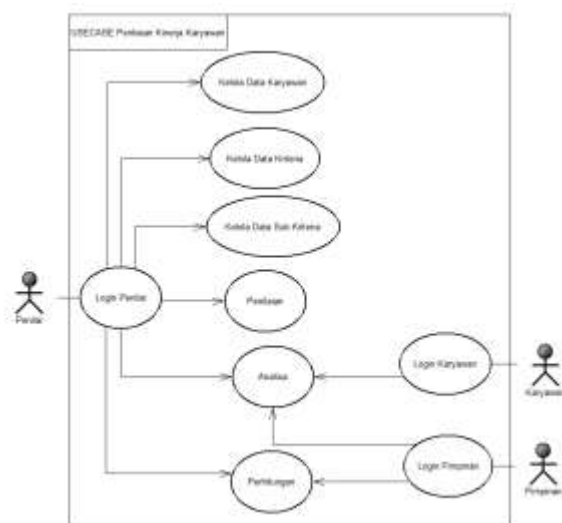 USECASE Penilaian Kinerja Karyawan
Kelola Data Karyawan
Kelola Data Kriteria
Kelola Data Sub Kriteria
Login Penilai
Penilaian
Penilai
Analisa
Login Karyawan
Karyawan
Login Pimpinan
Perhitungan
Pimpinan